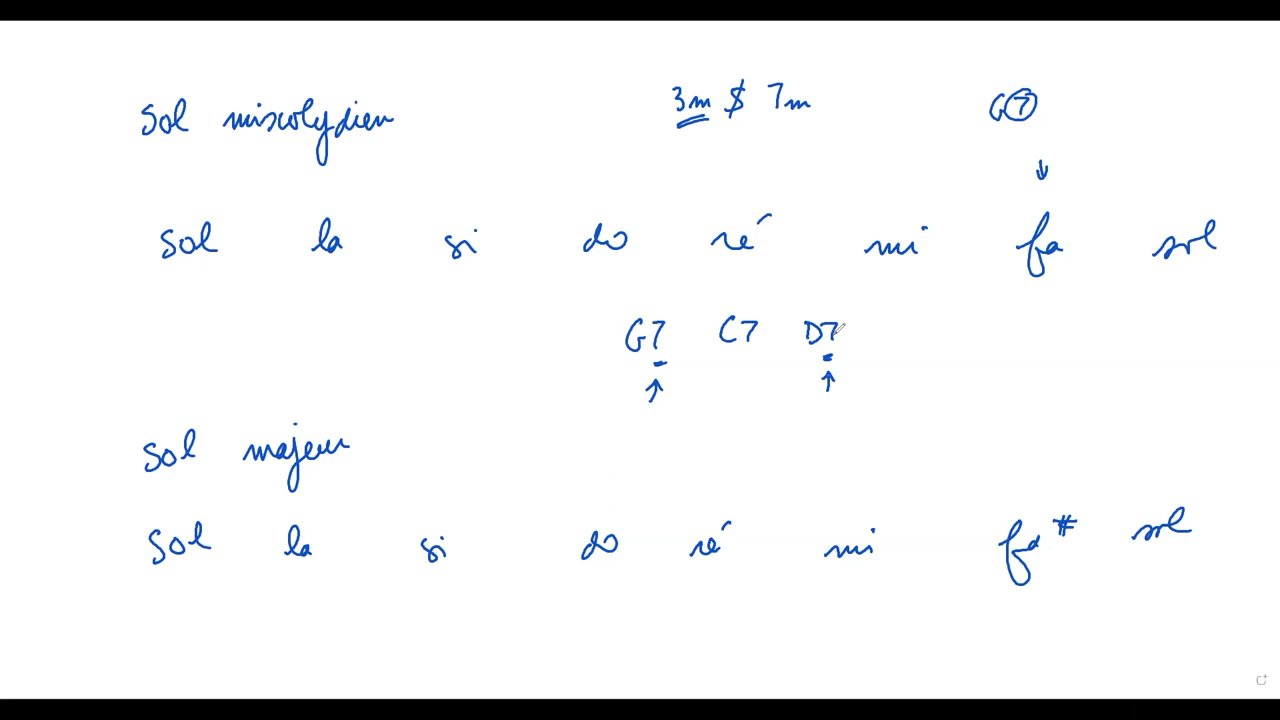 Sol mixolydien 3m $ 7m G7
↓
sol la si do ré mi fa sol
G7 C7 D7
↑ ↑
Sol majeur
Sol la si do ré mi fa# sol